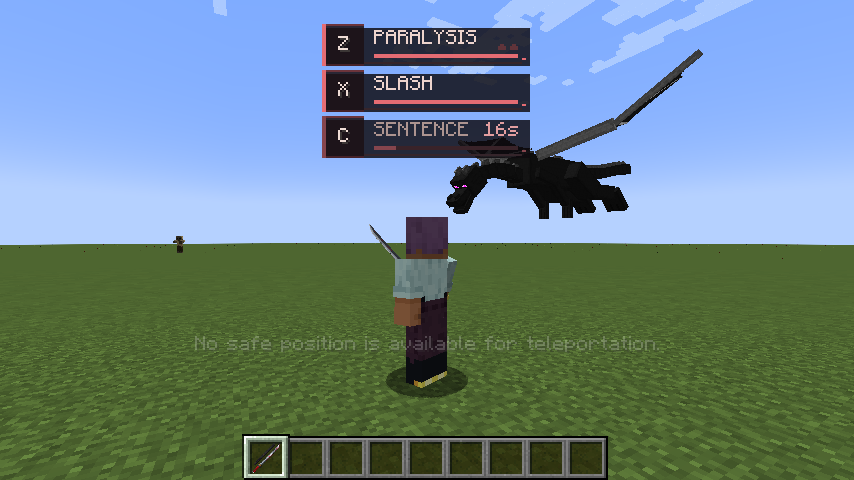 Z PARALYSIS
X SLASH
C SENTENCE 16s
No safe position is available for teleportation.